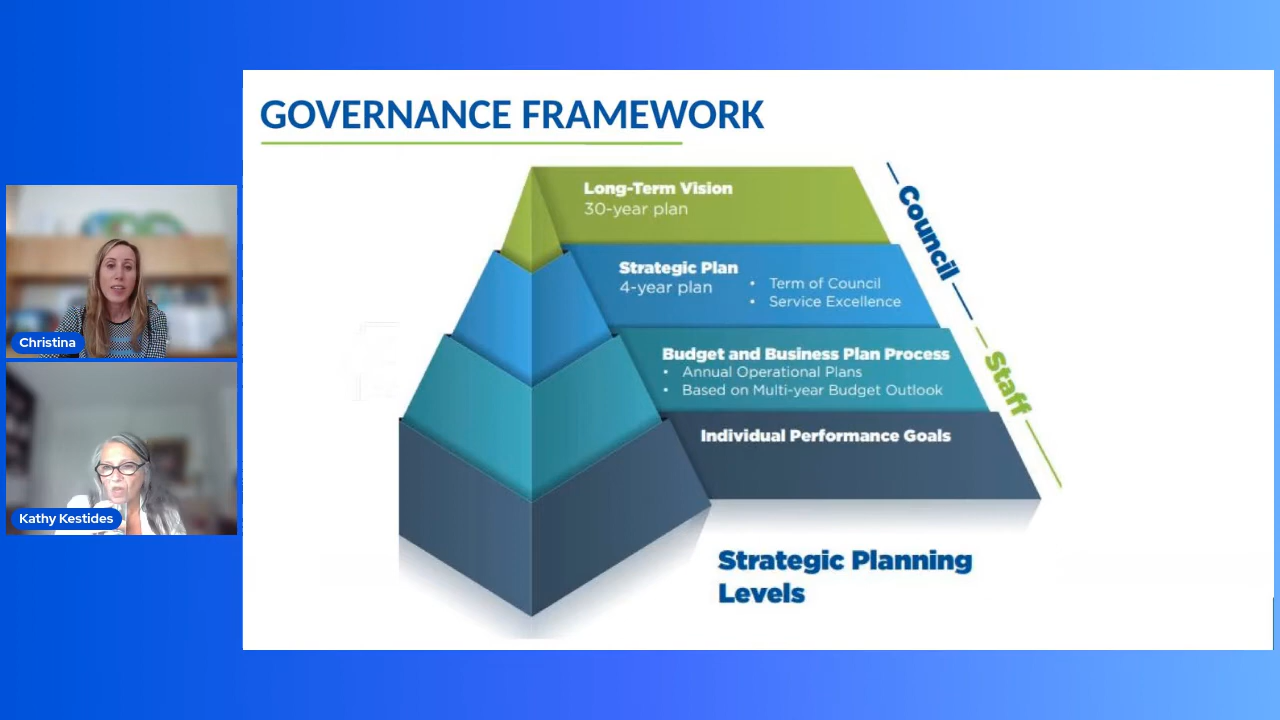 GOVERNANCE FRAMEWORK
Long-Term Vision
30-year plan
Strategic Plan
4-year plan
• Term of Council
• Service Excellence
Budget and Business Plan Process
• Annual Operational Plans
• Based on Multi-year Budget Outlook
Individual Performance Goals
Council
Staff
Strategic Planning
Levels
Christina
Kathy Kestides